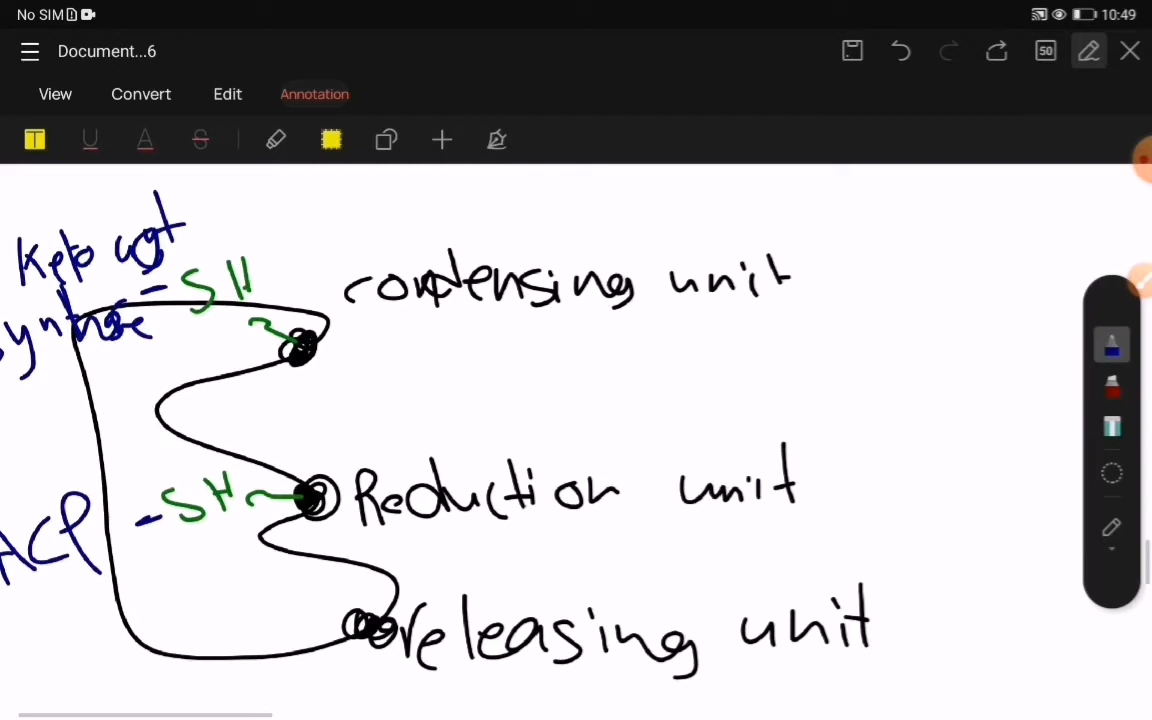 No SIM 10:49
Document...6 50
View Convert Edit Annotation
Keto
SH condensing unit
synthase -
ACP - SH Reduction unit
releasing unit